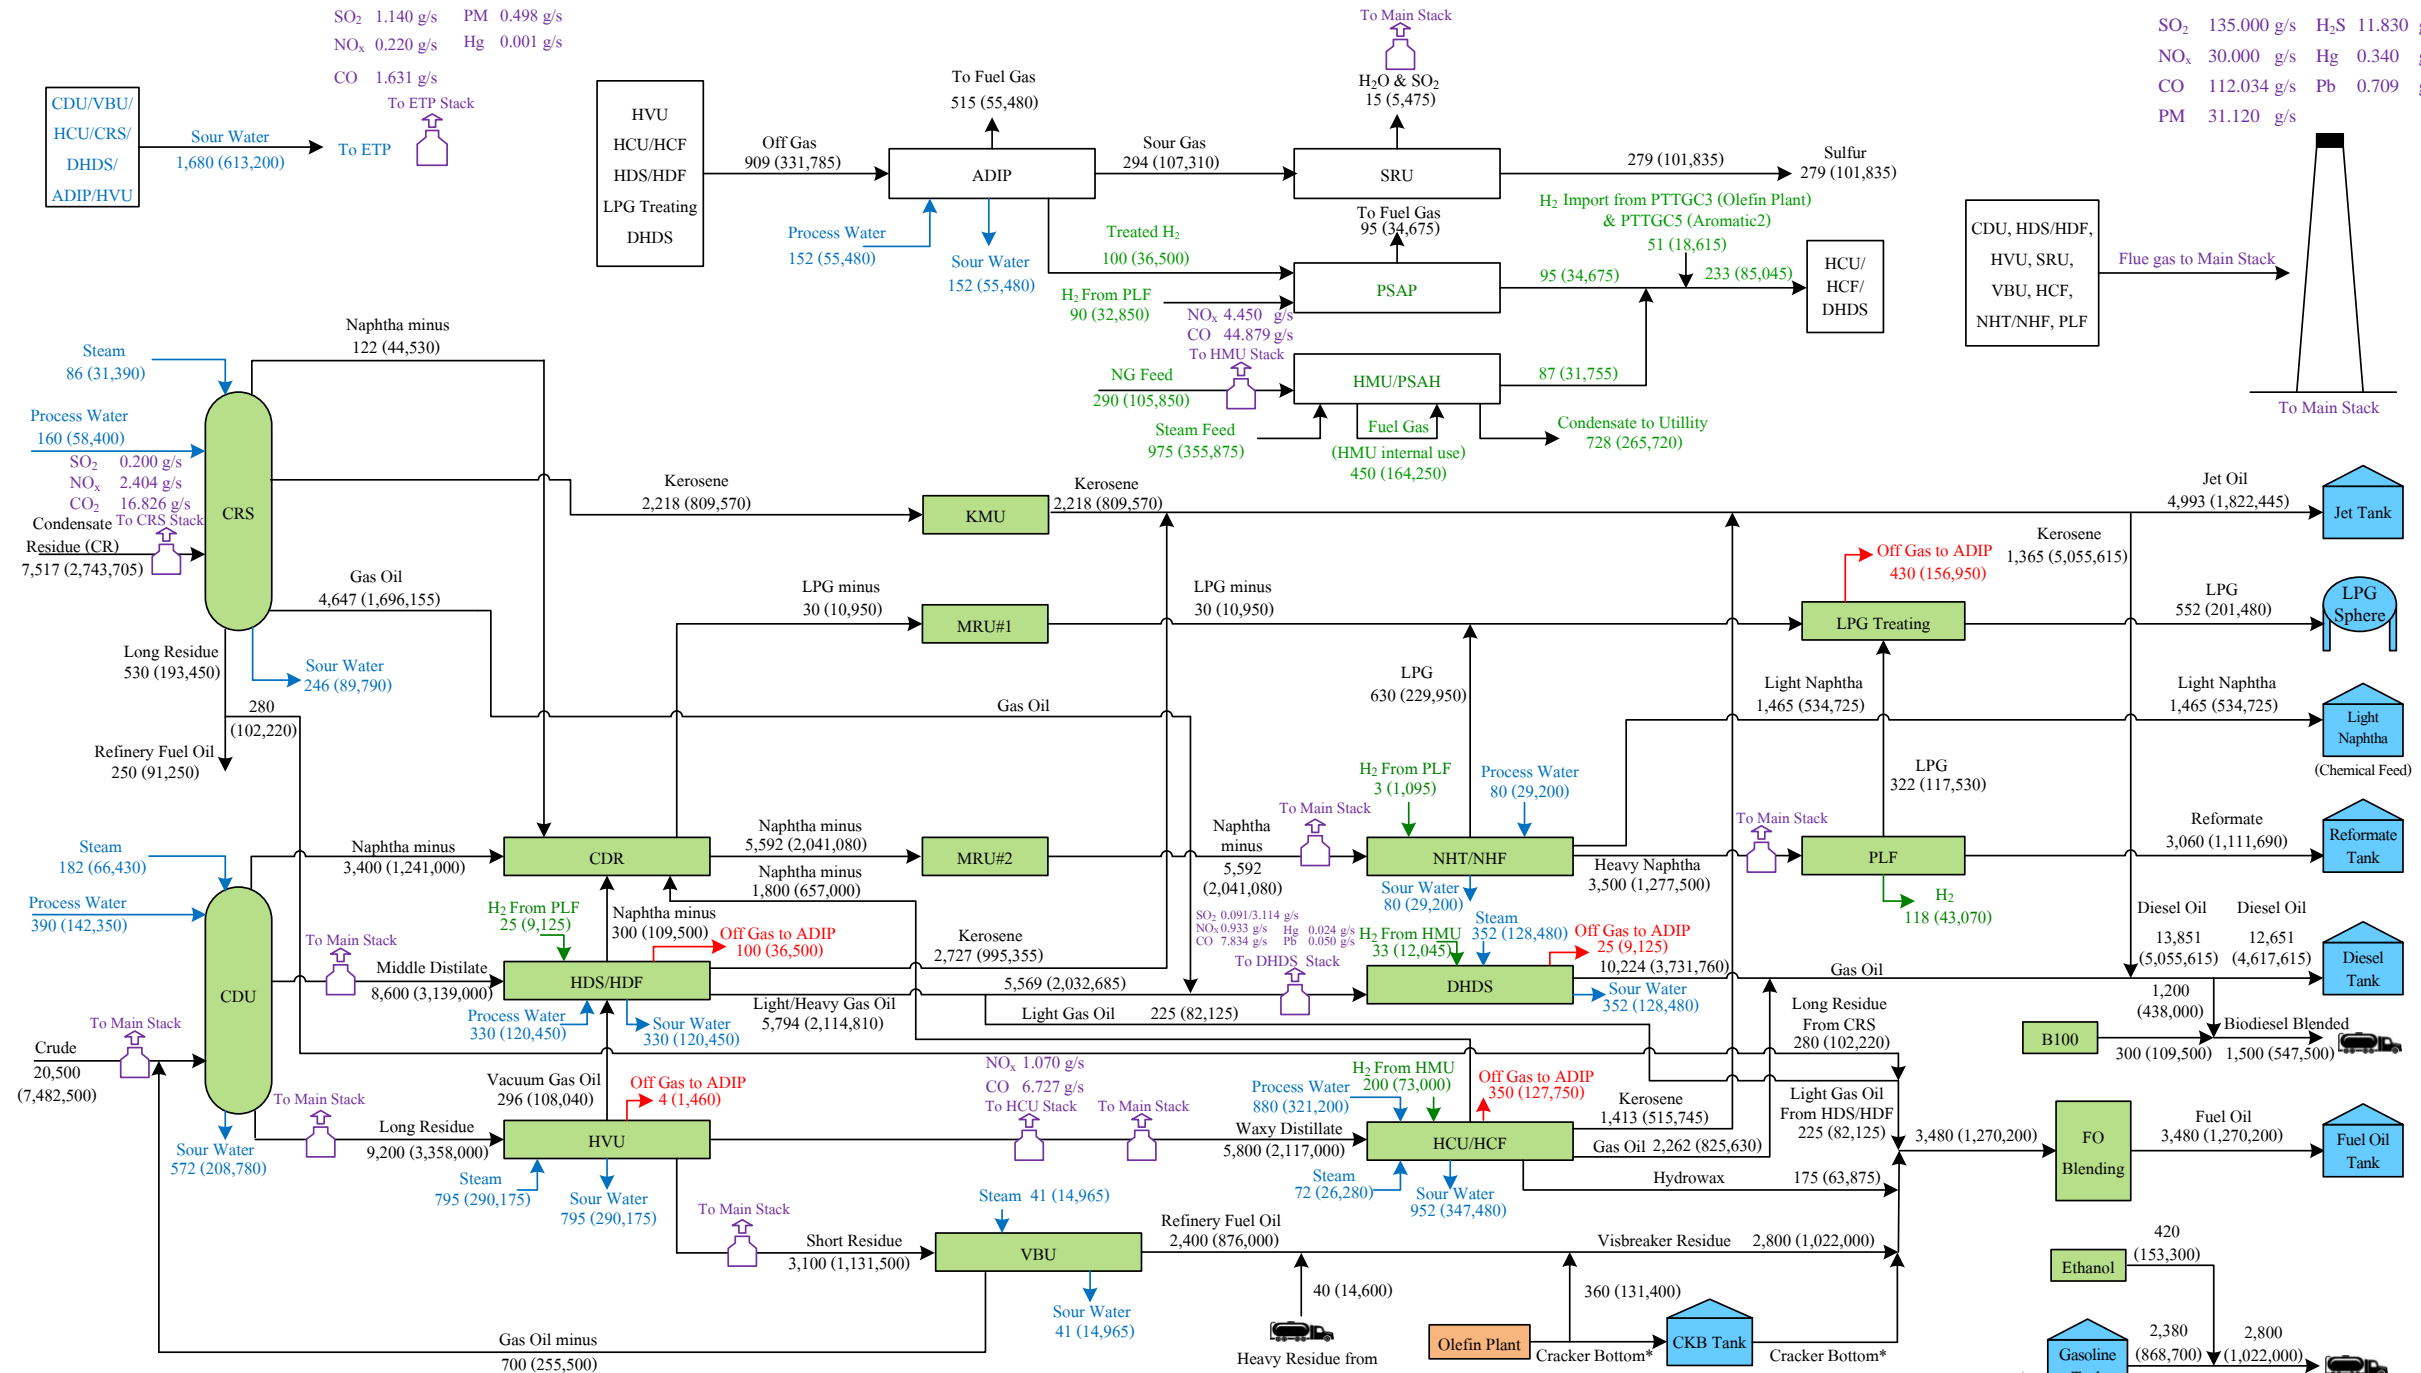 SO₂ 1.140 g/s PM 0.498 g/s
NOₓ 0.220 g/s Hg 0.001 g/s
CO 1.631 g/s
To ETP Stack
CDU/VBU/
HCU/CRS/
DHDS/
ADIP/HVU
Sour Water
1,680 (613,200)
To ETP
HVU
HCU/HCF
HDS/HDF
LPG Treating
DHDS
Off Gas
909 (331,785)
To Fuel Gas
515 (55,480)
ADIP
Process Water
152 (55,480)
Sour Water
152 (55,480)
Sour Gas
294 (107,310)
To Main Stack
H₂O & SO₂
15 (5,475)
SRU
279 (101,835)
Sulfur
279 (101,835)
Treated H₂
100 (36,500)
H₂ From PLF
90 (32,850)
To Fuel Gas
95 (34,675)
PSAP
H₂ Import from PTTGC3 (Olefin Plant)
& PTTGC5 (Aromatic2)
51 (18,615)
95 (34,675)
233 (85,045)
HCU/
HCF/
DHDS
NOₓ 4.450 g/s
CO 44.879 g/s
To HMU Stack
NG Feed
290 (105,850)
HMU/PSAH
87 (31,755)
Steam Feed
975 (355,875)
Fuel Gas
(HMU internal use)
450 (164,250)
Condensate to Utillity
728 (265,720)
SO₂ 135.000 g/s H₂S 11.830 g
NOₓ 30.000 g/s Hg 0.340 g
CO 112.034 g/s Pb 0.709 g
PM 31.120 g/s
CDU, HDS/HDF,
HVU, SRU,
VBU, HCF,
NHT/NHF, PLF
Flue gas to Main Stack
To Main Stack
Naphtha minus
122 (44,530)
Steam
86 (31,390)
Process Water
160 (58,400)
SO₂ 0.200 g/s
NOₓ 2.404 g/s
CO₂ 16.826 g/s
To CRS Stack
Condensate
Residue (CR)
7,517 (2,743,705)
CRS
Kerosene
2,218 (809,570)
KMU
Kerosene
2,218 (809,570)
Jet Oil
4,993 (1,822,445)
Jet Tank
Kerosene
1,365 (5,055,615)
Gas Oil
4,647 (1,696,155)
Long Residue
530 (193,450)
Sour Water
246 (89,790)
280
(102,220)
Refinery Fuel Oil
250 (91,250)
LPG minus
30 (10,950)
MRU#1
LPG minus
30 (10,950)
Off Gas to ADIP
430 (156,950)
LPG Treating
LPG
552 (201,480)
LPG
Sphere
Gas Oil
LPG
630 (229,950)
Light Naphtha
1,465 (534,725)
Light Naphtha
1,465 (534,725)
Light
Naphtha
(Chemical Feed)
H₂ From PLF
3 (1,095)
Process Water
80 (29,200)
LPG
322 (117,530)
Steam
182 (66,430)
Process Water
390 (142,350)
Naphtha minus
3,400 (1,241,000)
CDR
Naphtha minus
5,592 (2,041,080)
Naphtha minus
1,800 (657,000)
MRU#2
Naphtha
minus
5,592
(2,041,080)
To Main Stack
NHT/NHF
Heavy Naphtha
3,500 (1,277,500)
Sour Water
80 (29,200)
To Main Stack
PLF
Reformate
3,060 (1,111,690)
Reformate
Tank
H₂
118 (43,070)
CDU
To Main Stack
Middle Distilate
8,600 (3,139,000)
H₂ From PLF
25 (9,125)
Naphtha minus
300 (109,500)
Off Gas to ADIP
100 (36,500)
HDS/HDF
Process Water
330 (120,450)
Sour Water
330 (120,450)
Kerosene
2,727 (995,355)
5,569 (2,032,685)
Light/Heavy Gas Oil
5,794 (2,114,810)
Light Gas Oil 225 (82,125)
SO₂ 0.091/3.114 g/s
NOₓ 0.933 g/s Hg 0.024 g/s
CO 7.834 g/s Pb 0.050 g/s
To DHDS Stack
H₂ From HMU
33 (12,045)
Steam
352 (128,480)
Off Gas to ADIP
25 (9,125)
10,224 (3,731,760)
DHDS
Sour Water
352 (128,480)
Gas Oil
Diesel Oil
13,851
(5,055,615)
Diesel Oil
12,651
(4,617,615)
Diesel
Tank
1,200
(438,000)
B100
300 (109,500)
Biodiesel Blended
1,500 (547,500)
To Main Stack
Crude
20,500
(7,482,500)
To Main Stack
Sour Water
572 (208,780)
Long Residue
9,200 (3,358,000)
Vacuum Gas Oil
296 (108,040)
Off Gas to ADIP
4 (1,460)
HVU
Steam
795 (290,175)
Sour Water
795 (290,175)
NOₓ 1.070 g/s
CO 6.727 g/s
To HCU Stack
To Main Stack
Waxy Distillate
5,800 (2,117,000)
Process Water
880 (321,200)
H₂ From HMU
200 (73,000)
Off Gas to ADIP
350 (127,750)
HCU/HCF
Steam
72 (26,280)
Sour Water
952 (347,480)
Kerosene
1,413 (515,745)
Gas Oil 2,262 (825,630)
Hydrowax 175 (63,875)
Long Residue
From CRS
280 (102,220)
Light Gas Oil
From HDS/HDF
225 (82,125)
3,480 (1,270,200)
FO
Blending
Fuel Oil
3,480 (1,270,200)
Fuel Oil
Tank
To Main Stack
Short Residue
3,100 (1,131,500)
Steam 41 (14,965)
VBU
Sour Water
41 (14,965)
Refinery Fuel Oil
2,400 (876,000)
Visbreaker Residue 2,800 (1,022,000)
40 (14,600)
Heavy Residue from
360 (131,400)
Olefin Plant
Cracker Bottom*
CKB Tank
Cracker Bottom*
Gas Oil minus
700 (255,500)
Ethanol
420
(153,300)
Gasoline
2,380
(868,700)
2,800
(1,022,000)